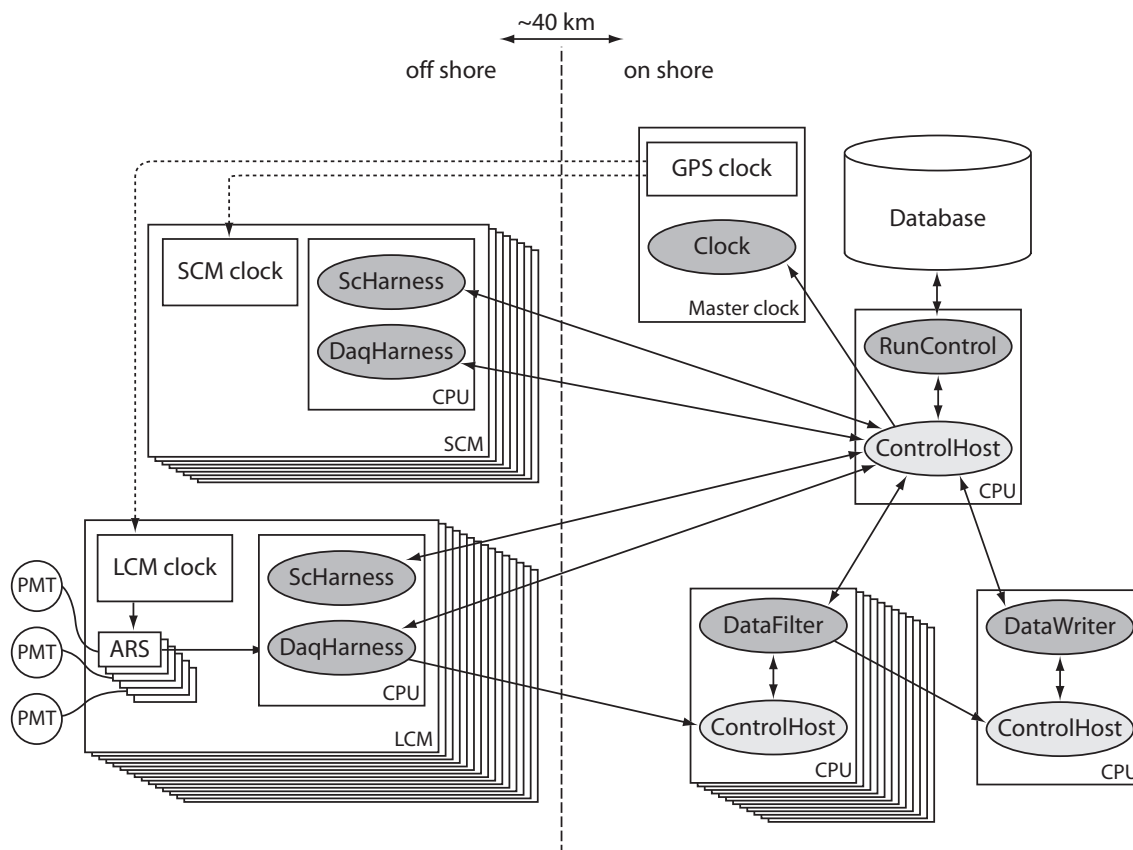 ~40 km
off shore
on shore
GPS clock
Clock
Master clock
Database
SCM clock
ScHarness
DaqHarness
CPU
SCM
RunControl
ControlHost
CPU
LCM clock
ScHarness
PMT
ARS
PMT
DaqHarness
CPU
PMT
LCM
DataFilter
ControlHost
CPU
DataWriter
ControlHost
CPU